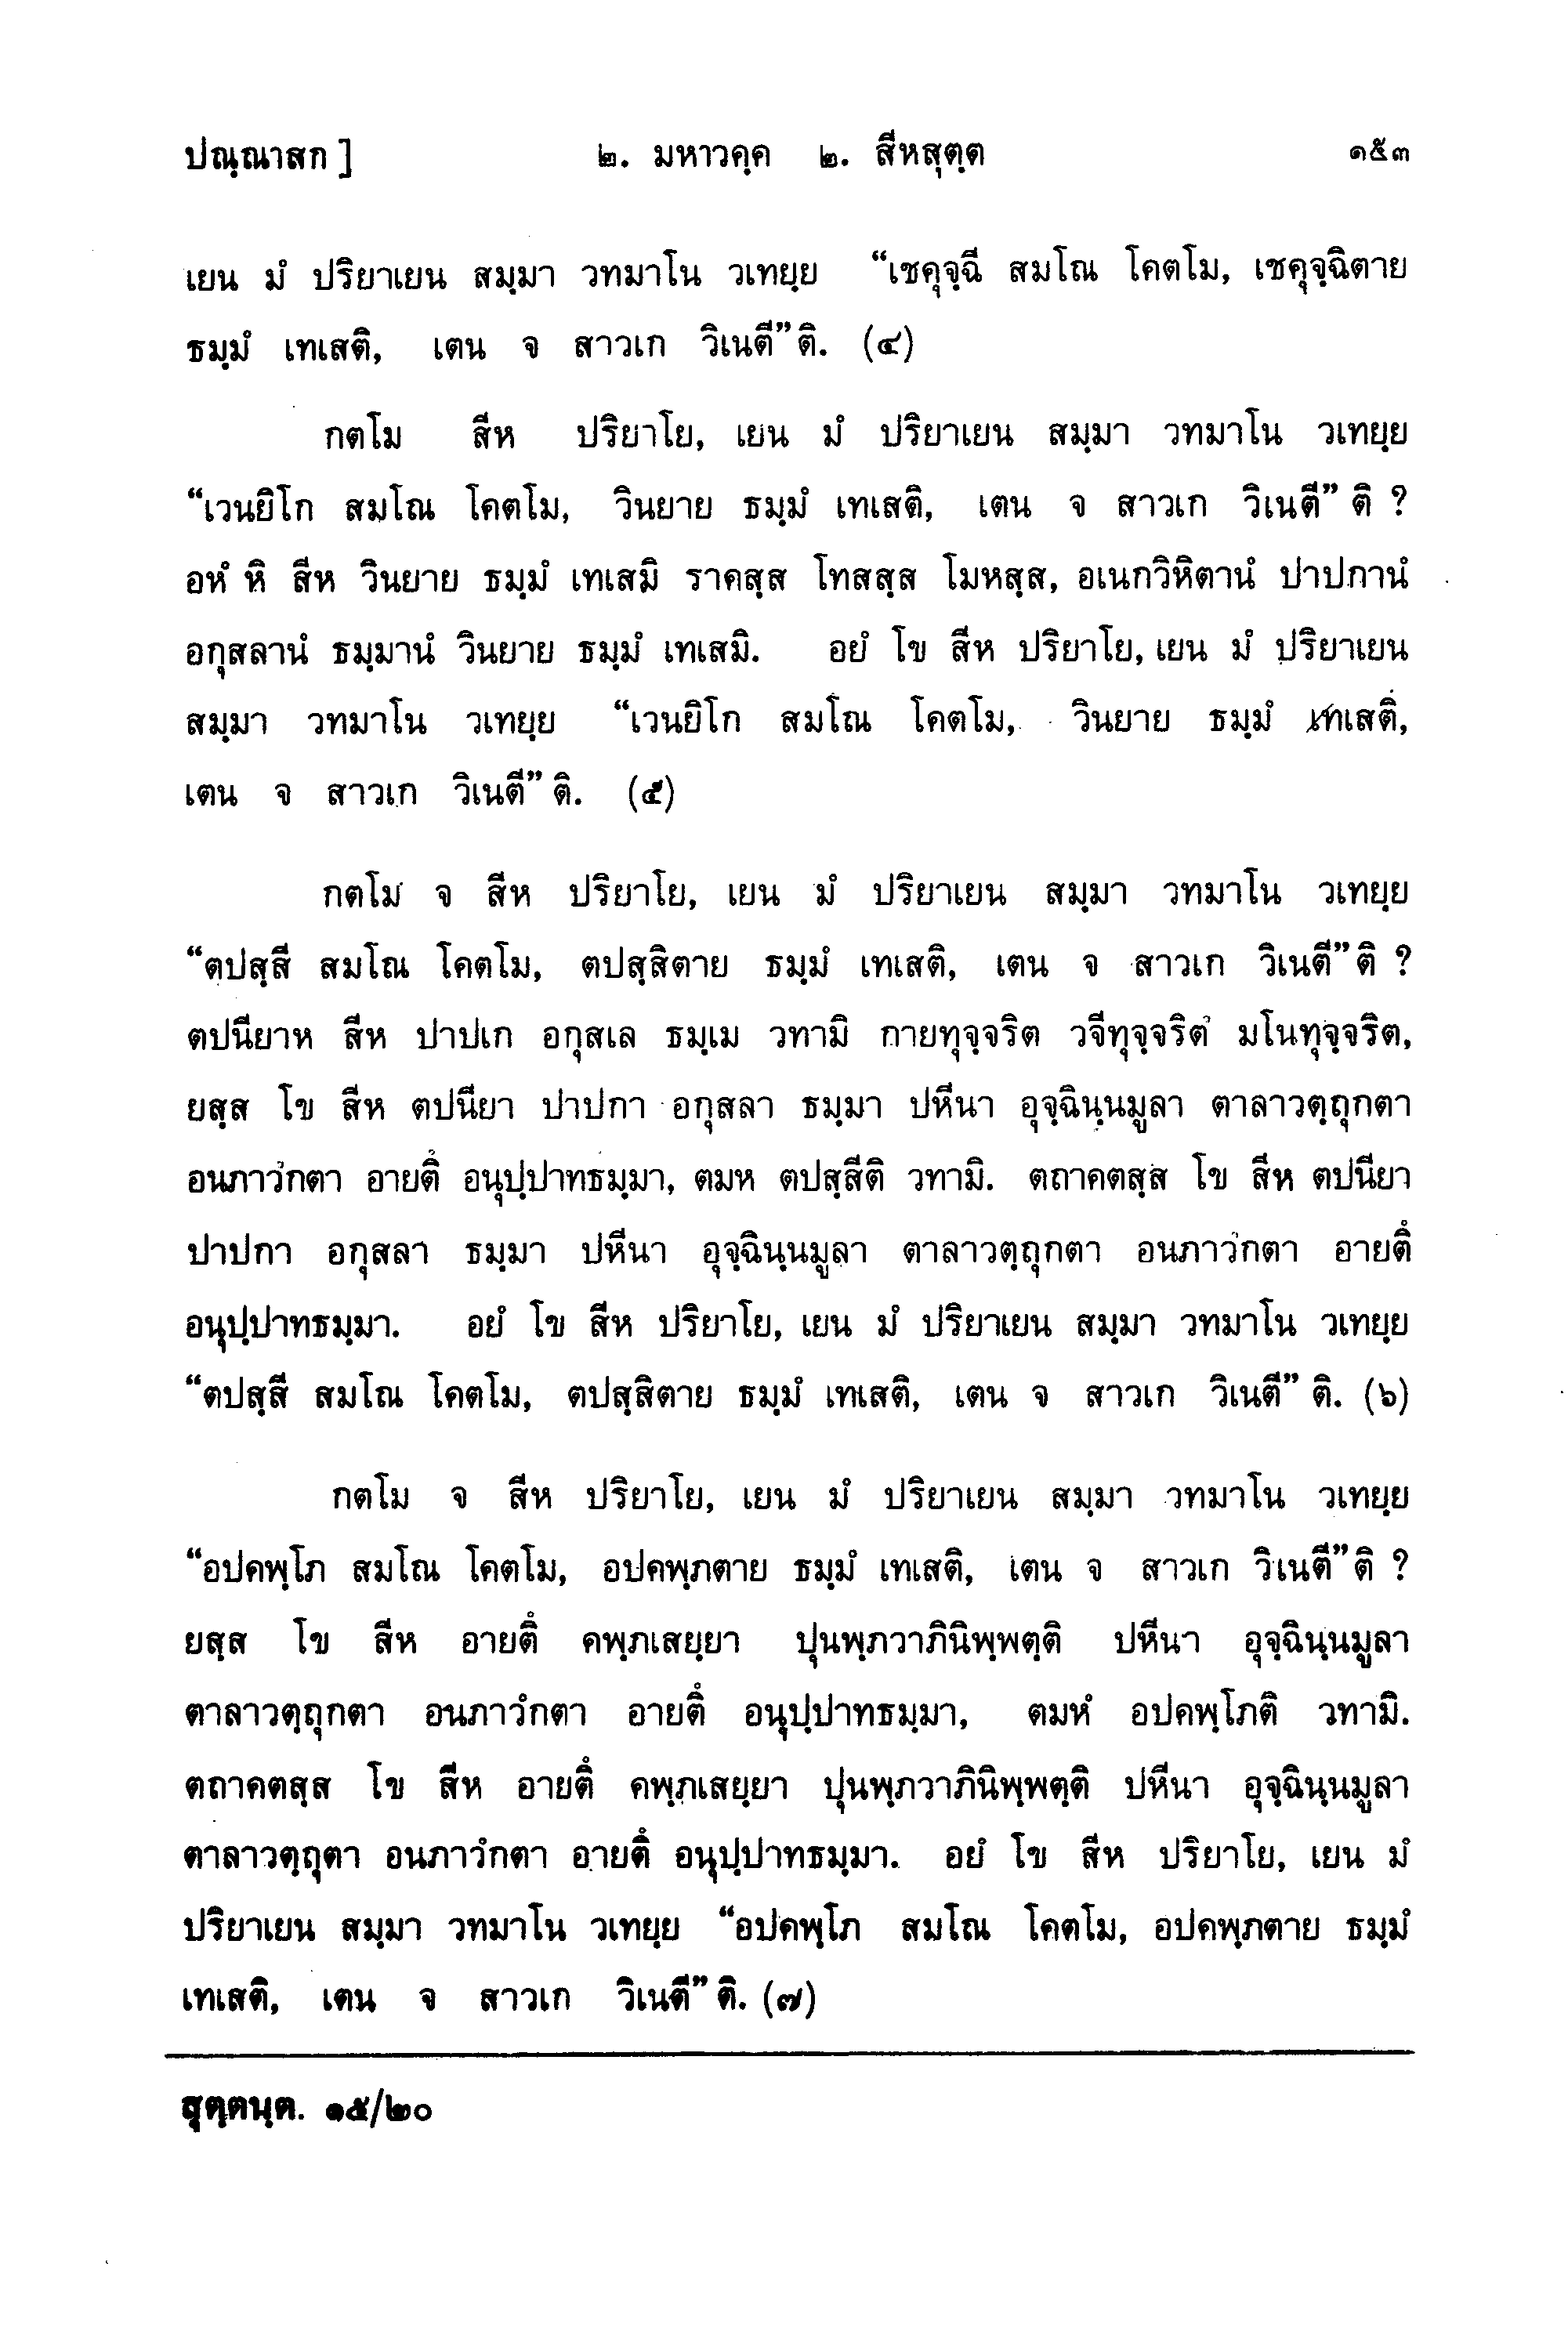 ปณฺณาสก ] ๒. มหาวคฺค ๒. สีหสุตฺต ๑๕๓
เยน มํ ปริยาเยน สมฺมา วทมาโน วเทยฺย “เชคุจฺฉี สมโณ โคตโม, เชคุจฺฉิตาย
ธมฺมํ เทเสติ, เตน จ สาวเก วิเนตี”ติ. (๔)
กตโม สีห ปริยาโย, เยน มํ ปริยาเยน สมฺมา วทมาโน วเทยฺย
“เวนยิโก สมโณ โคตโม, วินยาย ธมฺมํ เทเสติ, เตน จ สาวเก วิเนตี” ติ ?
อหํ หิ สีห วินยาย ธมฺมํ เทเสมิ ราคสฺส โทสสฺส โมหสฺส, อเนกวิหิตานํ ปาปกานํ
อกุสลานํ ธมฺมานํ วินยาย ธมฺมํ เทเสมิ. อยํ โข สีห ปริยาโย, เยน มํ ปริยาเยน
สมฺมา วทมาโน วเทยฺย “เวนยิโก สมโณ โคตโม, วินยาย ธมฺมํ เทเสติ,
เตน จ สาวเก วิเนตี” ติ. (๕)
กตโม จ สีห ปริยาโย, เยน มํ ปริยาเยน สมฺมา วทมาโน วเทยฺย
“ตปสฺสี สมโณ โคตโม, ตปสฺสิตาย ธมฺมํ เทเสติ, เตน จ สาวเก วิเนตี”ติ ?
ตปนียาห สีห ปาปเก อกุสเล ธมฺเม วทามิ กายทุจฺจริต วจีทุจฺจริตํ มโนทุจฺจริต,
ยสฺส โข สีห ตปนียา ปาปกา อกุสลา ธมฺมา ปหีนา อุจฺฉินฺนมูลา ตาลาวตฺถุกตา
อนภาวํกตา อายตึ อนุปฺปาทธมฺมา, ตมห ตปสฺสีติ วทามิ. ตถาคตสฺส โข สีห ตปนียา
ปาปกา อกุสลา ธมฺมา ปหีนา อุจฺฉินฺนมูลา ตาลาวตฺถุกตา อนภาวํกตา อายตึ
อนุปฺปาทธมฺมา. อยํ โข สีห ปริยาโย, เยน มํ ปริยาเยน สมฺมา วทมาโน วเทยฺย
“ตปสฺสี สมโณ โคตโม, ตปสฺสิตาย ธมฺมํ เทเสติ, เตน จ สาวเก วิเนตี” ติ. (๖)
กตโม จ สีห ปริยาโย, เยน มํ ปริยาเยน สมฺมา วทมาโน วเทยฺย
“อปคพฺโภ สมโณ โคตโม, อปคพฺภตาย ธมฺมํ เทเสติ, เตน จ สาวเก วิเนตี”ติ ?
ยสฺส โข สีห อายตึ คพฺภเสยฺยา ปุนพฺภวาภินิพฺพตฺติ ปหีนา อุจฺฉินฺนมูลา
ตาลาวตฺถุกตา อนภาวํกตา อายตึ อนุปฺปาทธมฺมา, ตมหํ อปคพฺโภติ วทามิ.
ตถาคตสฺส โข สีห อายตึ คพฺภเสยฺยา ปุนพฺภวาภินิพฺพตฺติ ปหีนา อุจฺฉินฺนมูลา
ตาลาวตฺถุตา อนภาวํกตา อายตึ อนุปฺปาทธมฺมา. อยํ โข สีห ปริยาโย, เยน มํ
ปริยาเยน สมฺมา วทมาโน วเทยฺย “อปคพฺโภ สมโณ โคตโม, อปคพฺภตาย ธมฺมํ
เทเสติ, เตน จ สาวเก วิเนตี” ติ. (๗)
สุตฺตนฺต. ๑๕/๒๐